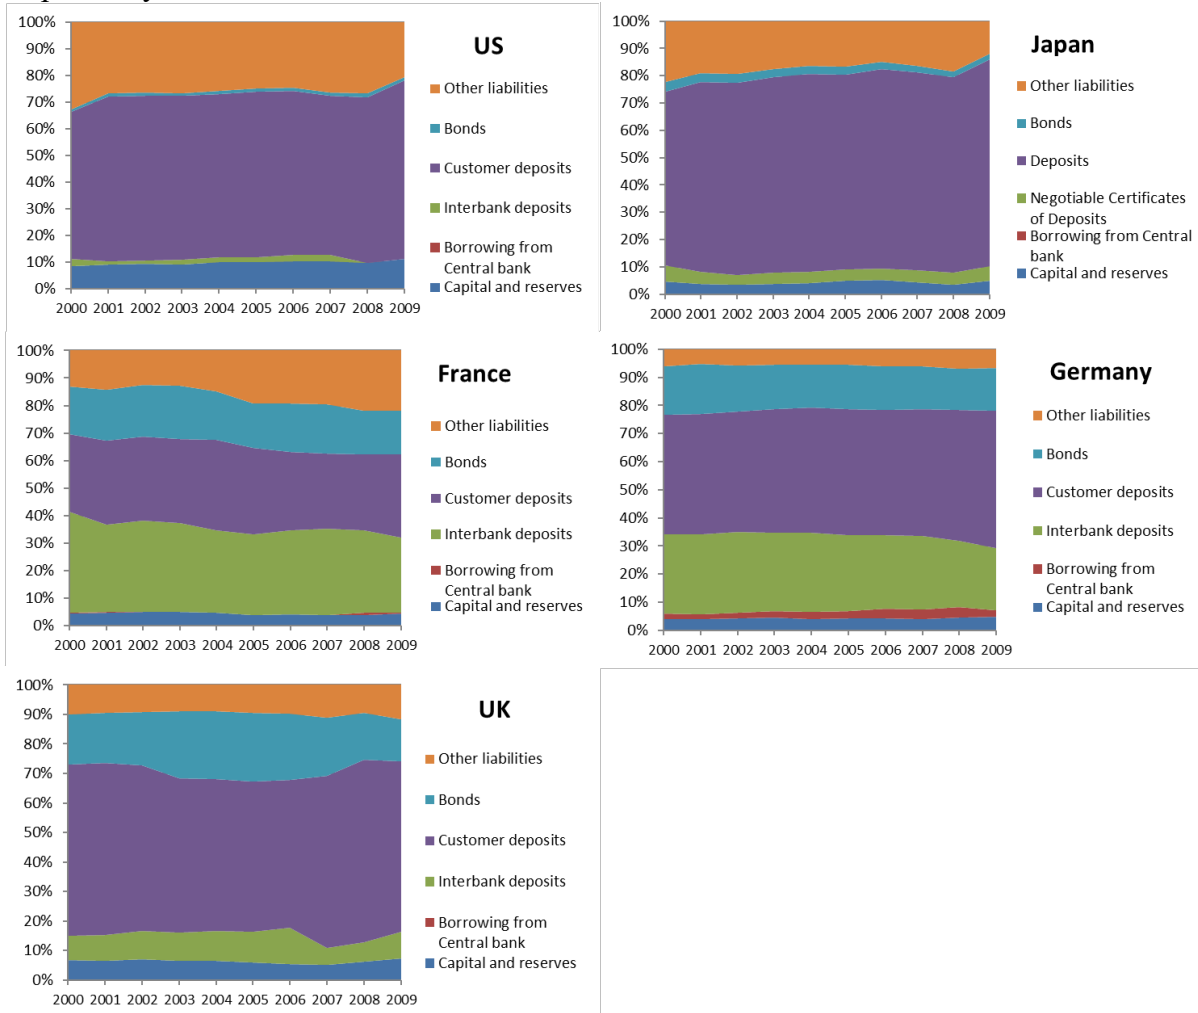 US
100%
90%
80%
70%
60%
50%
40%
30%
20%
10%
0%
2000 2001 2002 2003 2004 2005 2006 2007 2008 2009
Other liabilities
Bonds
Customer deposits
Interbank deposits
Borrowing from
Central bank
Capital and reserves
Japan
100%
90%
80%
70%
60%
50%
40%
30%
20%
10%
0%
2000 2001 2002 2003 2004 2005 2006 2007 2008 2009
Other liabilities
Bonds
Deposits
Negotiable Certificates
of Deposits
Borrowing from Central
bank
Capital and reserves
France
100%
90%
80%
70%
60%
50%
40%
30%
20%
10%
0%
2000 2001 2002 2003 2004 2005 2006 2007 2008 2009
Other liabilities
Bonds
Customer deposits
Interbank deposits
Borrowing from
Central bank
Capital and reserves
Germany
100%
90%
80%
70%
60%
50%
40%
30%
20%
10%
0%
2000 2001 2002 2003 2004 2005 2006 2007 2008 2009
Other liabilities
Bonds
Customer deposits
Interbank deposits
Borrowing from
Central bank
Capital and reserves
UK
100%
90%
80%
70%
60%
50%
40%
30%
20%
10%
0%
2000 2001 2002 2003 2004 2005 2006 2007 2008 2009
Other liabilities
Bonds
Customer deposits
Interbank deposits
Borrowing from
Central bank
Capital and reserves